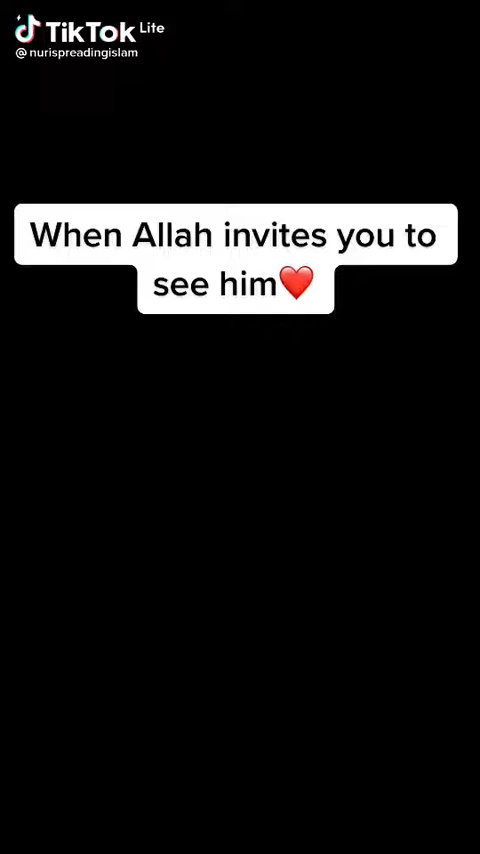 TikTok Lite
@nurispreadingislam
When Allah invites you to
see him❤️